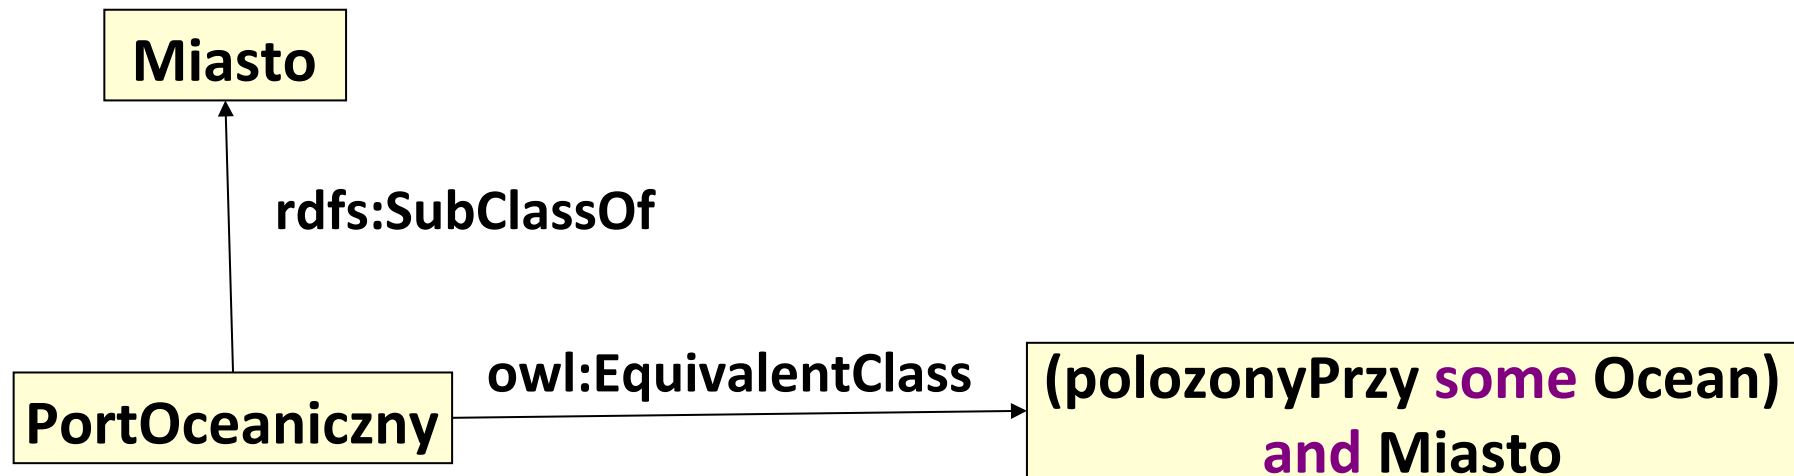 Miasto
rdfs:SubClassOf
owl:EquivalentClass
PortOceaniczny
(polozonyPrzy some Ocean)
and Miasto